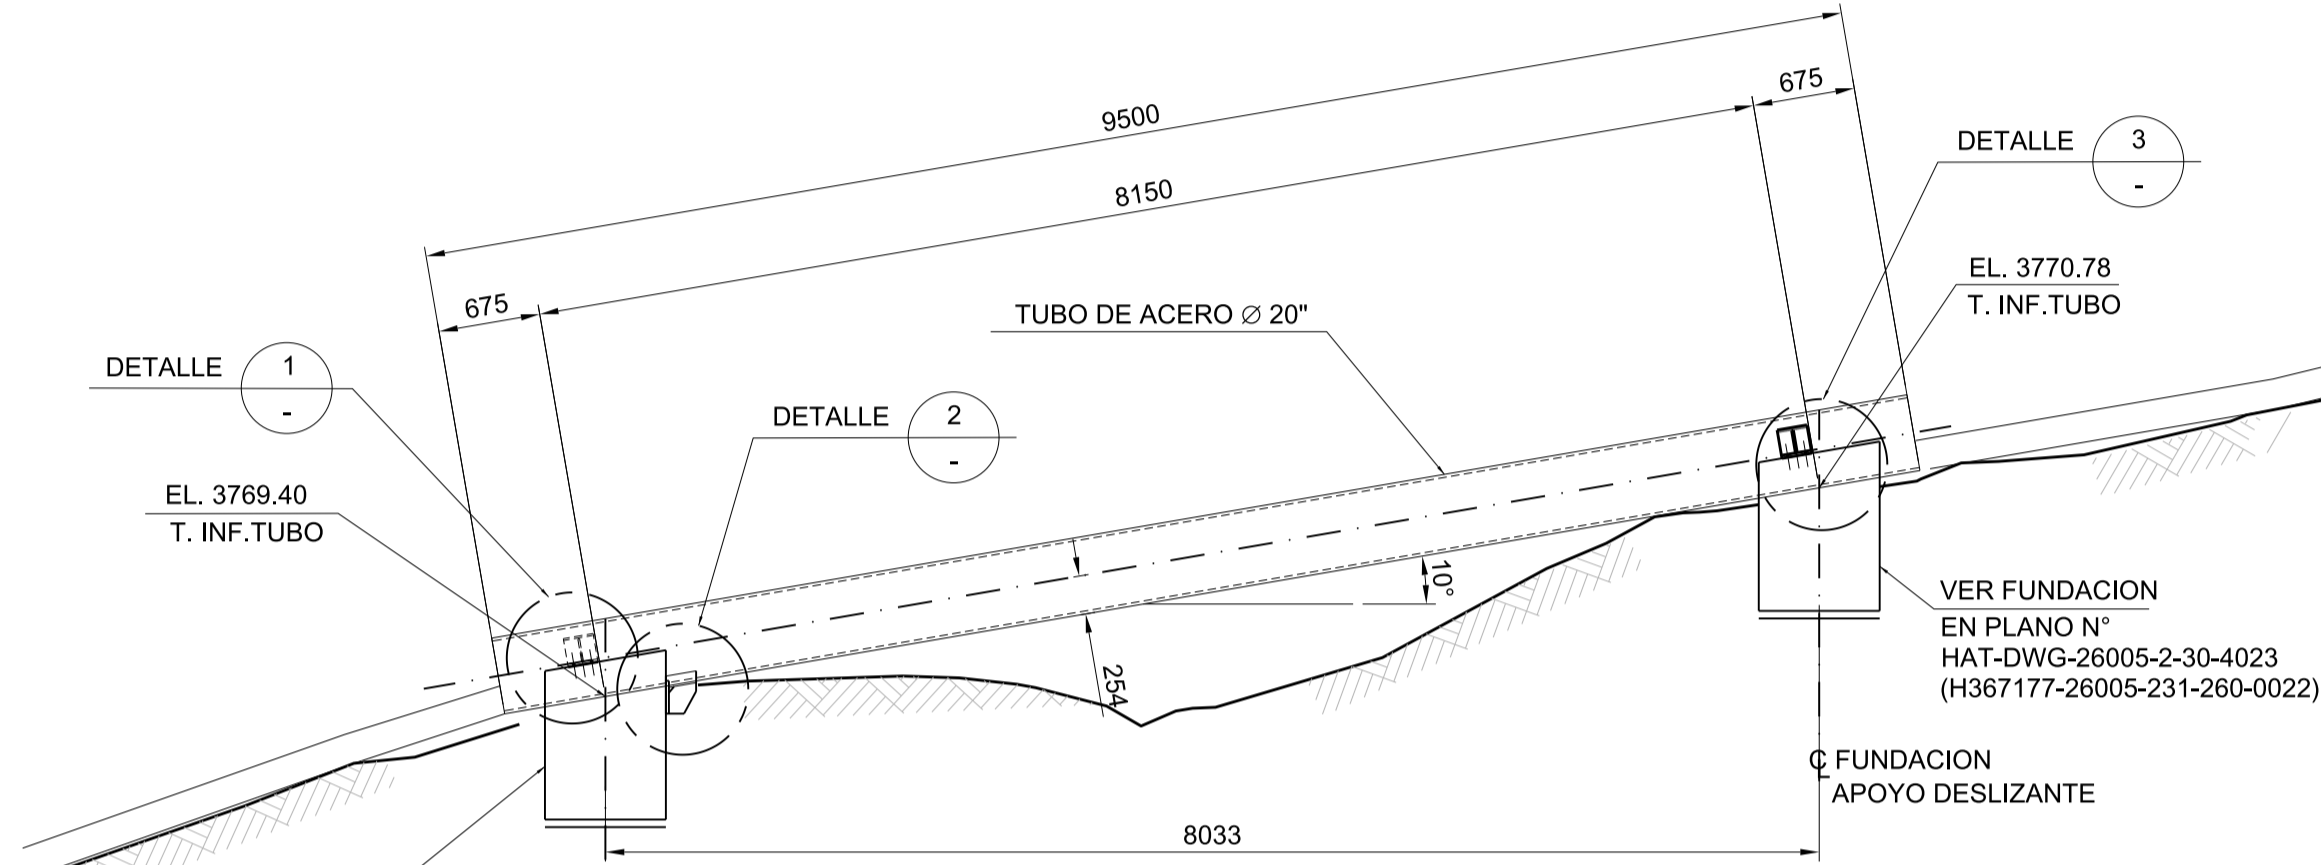 9500
675
8150
DETALLE 3
-
EL. 3770.78
T. INF.TUBO
675
TUBO DE ACERO Ø 20"
DETALLE 1
-
DETALLE 2
-
EL. 3769.40
T. INF.TUBO
10°
254
VER FUNDACION
EN PLANO N°
HAT-DWG-26005-2-30-4023
(H367177-26005-231-260-0022)
℄ FUNDACION
APOYO DESLIZANTE
8033